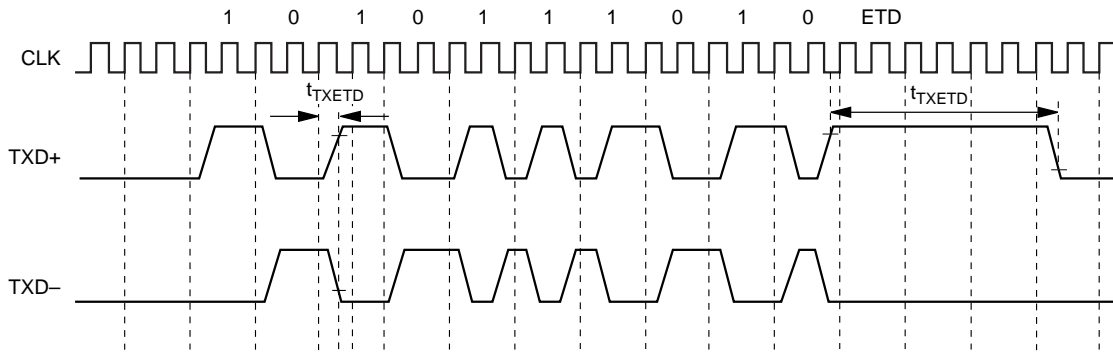 1 0 1 0 1 1 1 0 1 0 ETD
CLK
tTXETD tTXETD
TXD+
TXD–